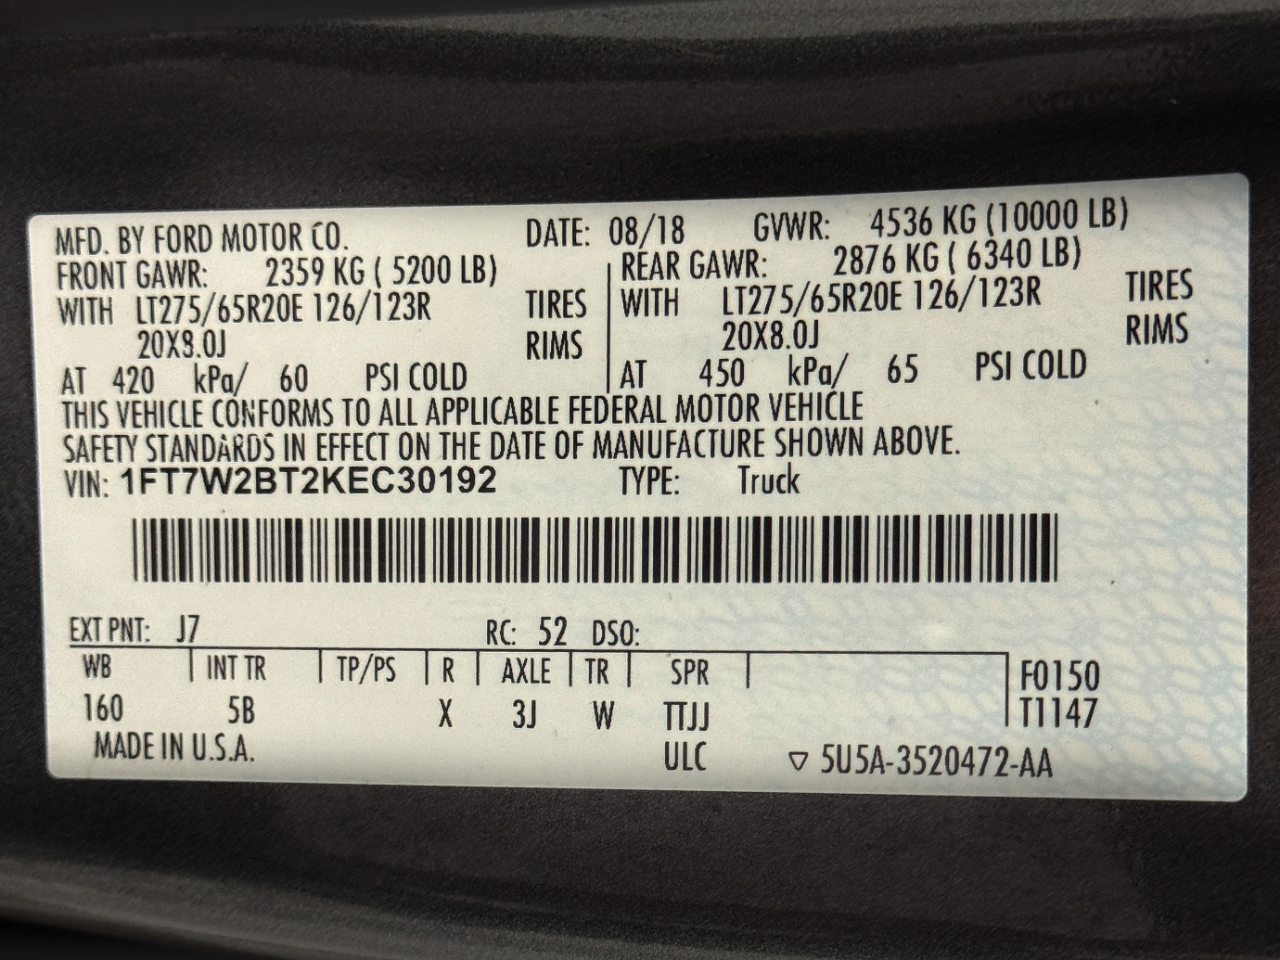 MFD. BY FORD MOTOR CO. DATE: 08/18 GVWR: 4536 KG (10000 LB)
FRONT GAWR: 2359 KG ( 5200 LB) REAR GAWR: 2876 KG ( 6340 LB)
WITH LT275/65R20E 126/123R TIRES WITH LT275/65R20E 126/123R TIRES
20X8.0J RIMS 20X8.0J RIMS
AT 420 kPa/ 60 PSI COLD AT 450 kPa/ 65 PSI COLD
THIS VEHICLE CONFORMS TO ALL APPLICABLE FEDERAL MOTOR VEHICLE
SAFETY STANDARDS IN EFFECT ON THE DATE OF MANUFACTURE SHOWN ABOVE.
VIN: 1FT7W2BT2KEC30192 TYPE: Truck
EXT PNT: J7 RC: 52 DSO:
WB INT TR TP/PS R AXLE TR SPR F0150
160 5B X 3J W TTJJ T1147
MADE IN U.S.A. ULC ▽ 5U5A-3520472-AA